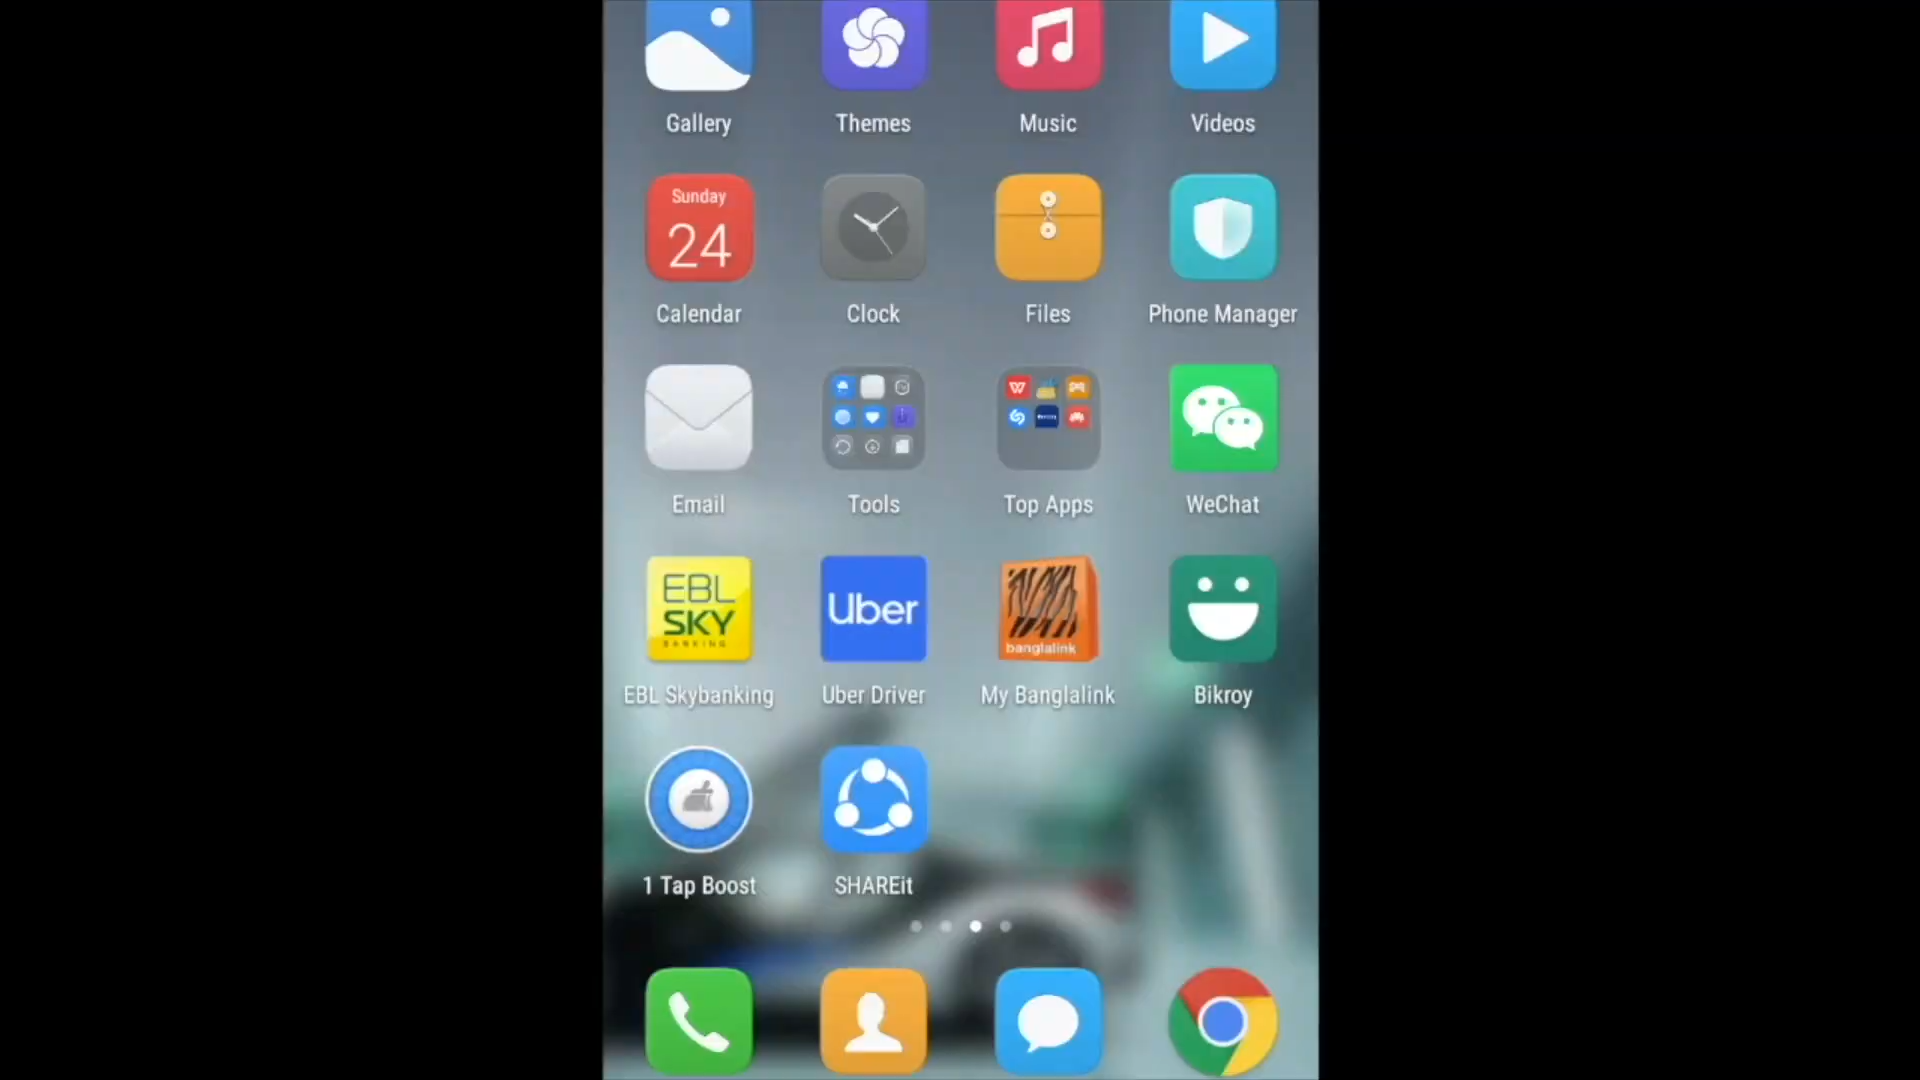 Gallery Themes Music Videos
Sunday
24
Calendar Clock Files Phone Manager
Email Tools Top Apps WeChat
EBL
SKY
BANKING
Uber
banglalink
EBL Skybanking Uber Driver My Banglalink Bikroy
1 Tap Boost SHAREit